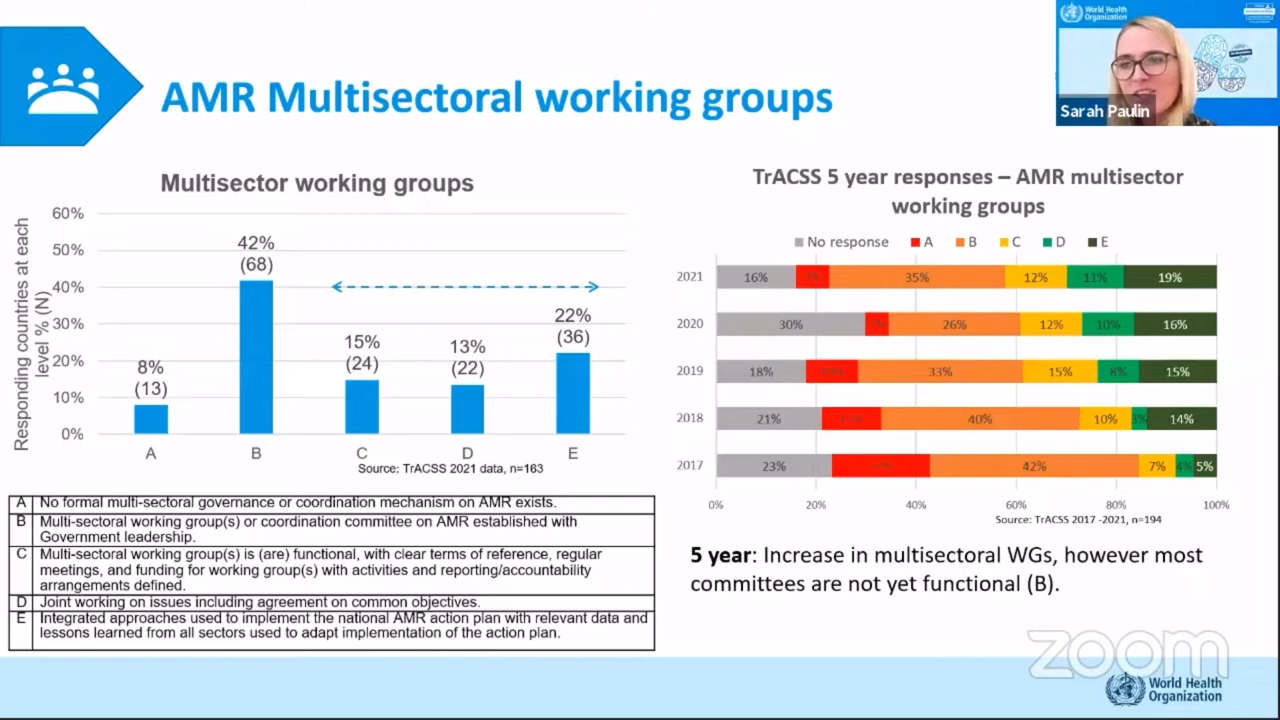 World Health
Organization
Sarah Paulin
AMR Multisectoral working groups
Multisector working groups
Responding countries at each
level % (N)
60%
50%
40%
30%
20%
10%
0%
8%
(13)
42%
(68)
15%
(24)
13%
(22)
22%
(36)
A B C D E
Source: TrACSS 2021 data, n=163
A No formal multi-sectoral governance or coordination mechanism on AMR exists.
B Multi-sectoral working group(s) or coordination committee on AMR established with
Government leadership.
C Multi-sectoral working group(s) is (are) functional, with clear terms of reference, regular
meetings, and funding for working group(s) with activities and reporting/accountability
arrangements defined.
D Joint working on issues including agreement on common objectives.
E Integrated approaches used to implement the national AMR action plan with relevant data and
lessons learned from all sectors used to adapt implementation of the action plan.
TrACSS 5 year responses – AMR multisector
working groups
No response A B C D E
2021 16% 7% 35% 12% 11% 19%
2020 30% 26% 12% 10% 16%
2019 18% 33% 15% 8% 15%
2018 21% 40% 10% 3% 14%
2017 23% 42% 7% 4% 5%
0% 20% 40% 60% 80% 100%
Source: TrACSS 2017 -2021, n=194
5 year: Increase in multisectoral WGs, however most
committees are not yet functional (B).
zoom
World Health
Organization